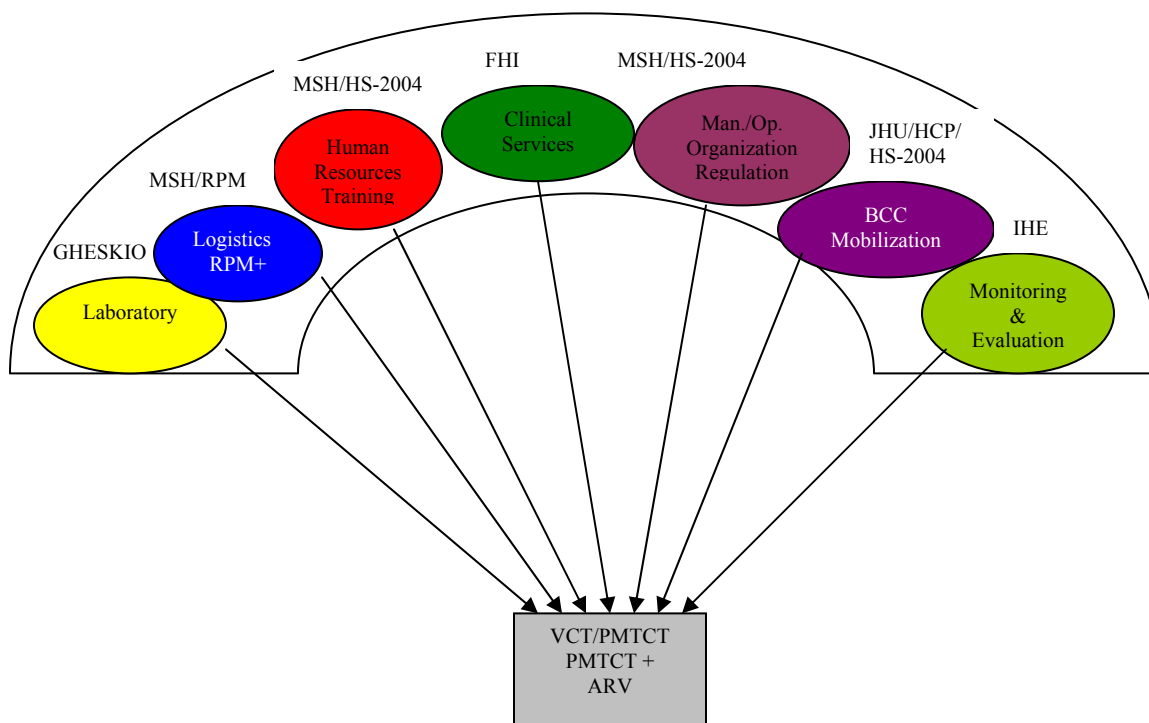 FHI
MSH/HS-2004
MSH/HS-2004
Clinical
Services
Man./Op.
Organization
Regulation
JHU/HCP/
HS-2004
Human
Resources
Training
MSH/RPM
BCC
Mobilization
IHE
Logistics
RPM+
GHESKIO
Laboratory
Monitoring
&
Evaluation
VCT/PMTCT
PMTCT +
ARV